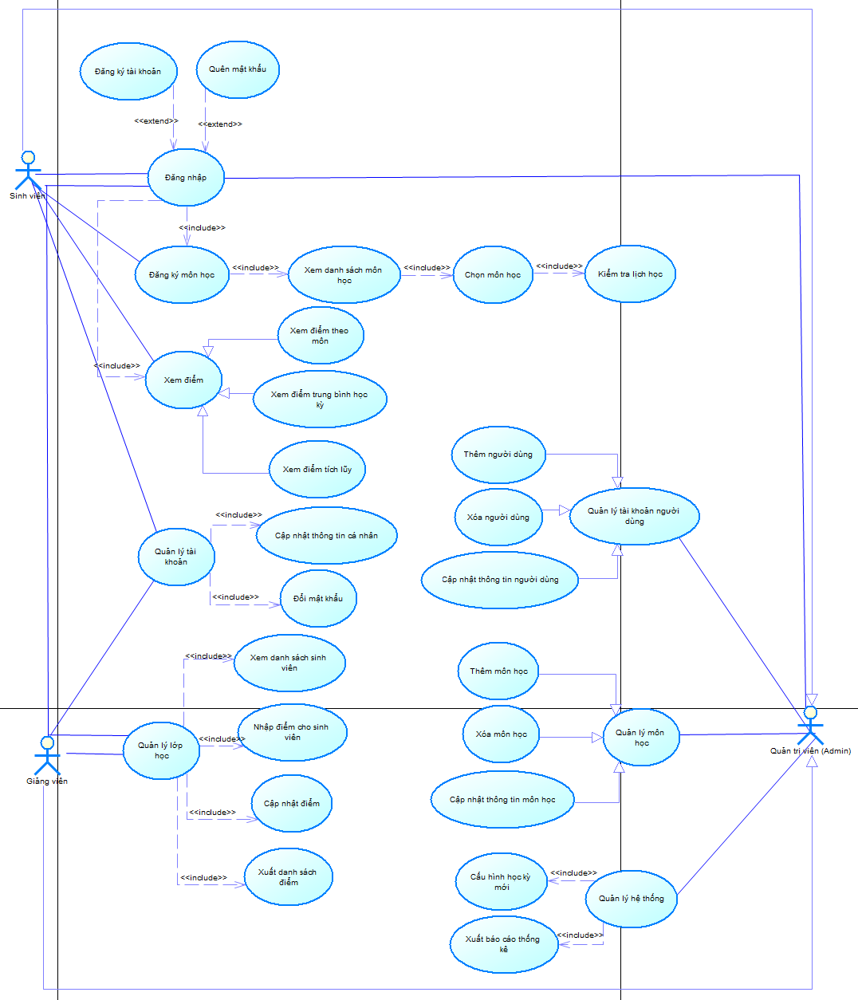 Đăng ký tài khoản
Quên mật khẩu
<<extend>>
<<extend>>
Đăng nhập
Sinh viên
<<include>>
Đăng ký môn học
<<include>>
Xem danh sách môn
học
<<include>>
Chọn môn học
<<include>>
Kiểm tra lịch học
Xem điểm theo
môn
<<include>>
Xem điểm
Xem điểm trung bình học
kỳ
Xem điểm tích lũy
Thêm người dùng
Xóa người dùng
Quản lý tài khoản người
dùng
Cập nhật thông tin người dùng
<<include>>
Cập nhật thông tin cá nhân
Quản lý tài
khoản
<<include>>
Đổi mật khẩu
<<include>>
Xem danh sách sinh
viên
Thêm môn học
Nhập điểm cho sinh
viên
<<include>>
Quản lý lớp
học
Xóa môn học
Quản lý môn
học
Quản trị viên (Admin)
Giảng viên
Cập nhật điểm
<<include>>
Cập nhật thông tin môn học
Xuất danh sách
điểm
<<include>>
Cấu hình học kỳ
mới
<<include>>
Quản lý hệ thống
Xuất báo cáo thống
kê
<<include>>